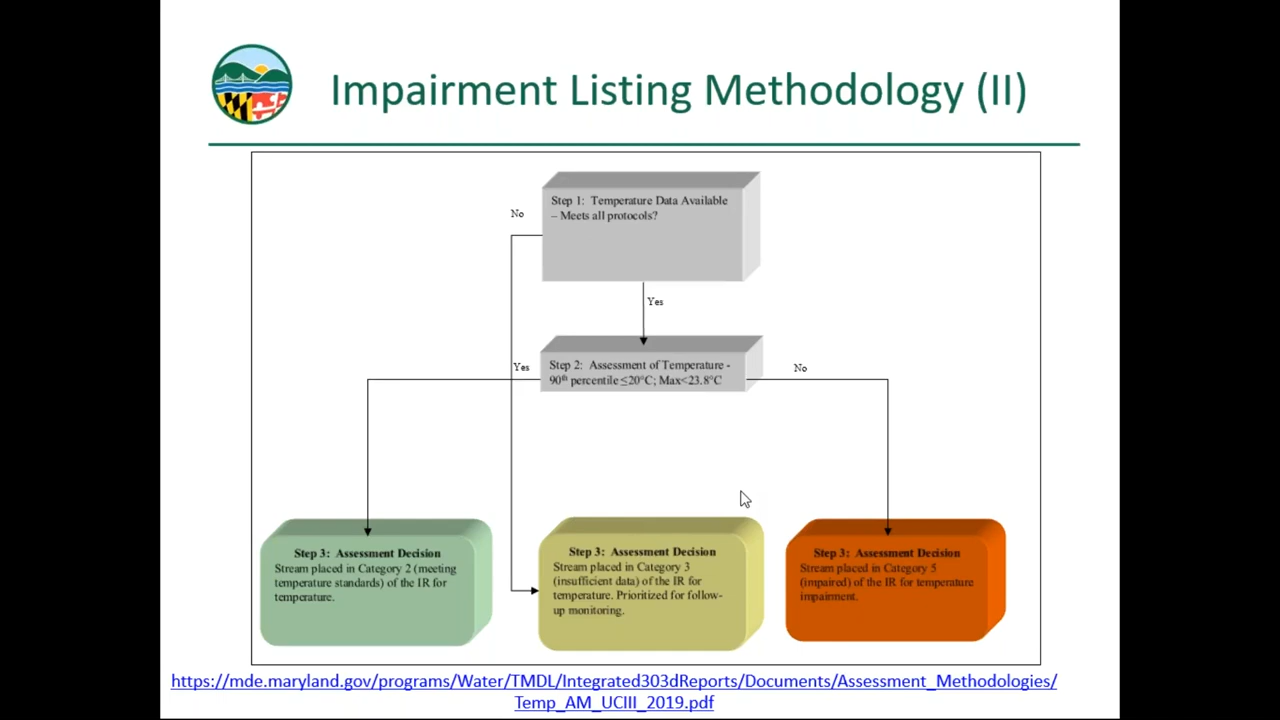 Impairment Listing Methodology (II)
Step 1: Temperature Data Available
– Meets all protocols?
No
Yes
Step 2: Assessment of Temperature -
90th percentile ≤20°C; Max<23.8°C
Yes
No
Step 3: Assessment Decision
Stream placed in Category 2 (meeting
temperature standards) of the IR for
temperature.
Step 3: Assessment Decision
Stream placed in Category 3
(insufficient data) of the IR for
temperature. Prioritized for follow-
up monitoring.
Step 3: Assessment Decision
Stream placed in Category 5
(impaired) of the IR for temperature
impairment.
https://mde.maryland.gov/programs/Water/TMDL/Integrated303dReports/Documents/Assessment_Methodologies/
Temp_AM_UCIII_2019.pdf